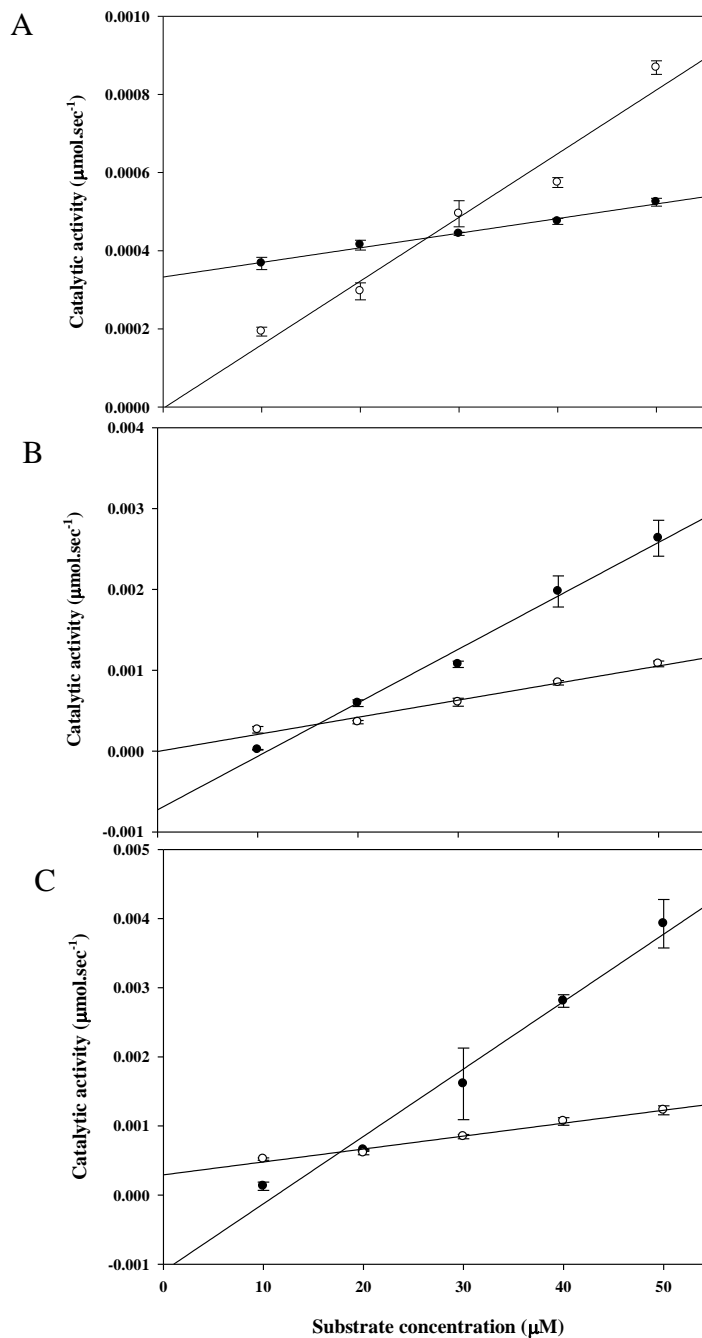 A
0.0010
0.0008
0.0006
0.0004
0.0002
0.0000
Catalytic activity (μmol.sec⁻¹)
B
0.004
0.003
0.002
0.001
0.000
-0.001
Catalytic activity (μmol.sec⁻¹)
C
0.005
0.004
0.003
0.002
0.001
0.000
-0.001
Catalytic activity (μmol.sec⁻¹)
0 10 20 30 40 50
Substrate concentration (μM)